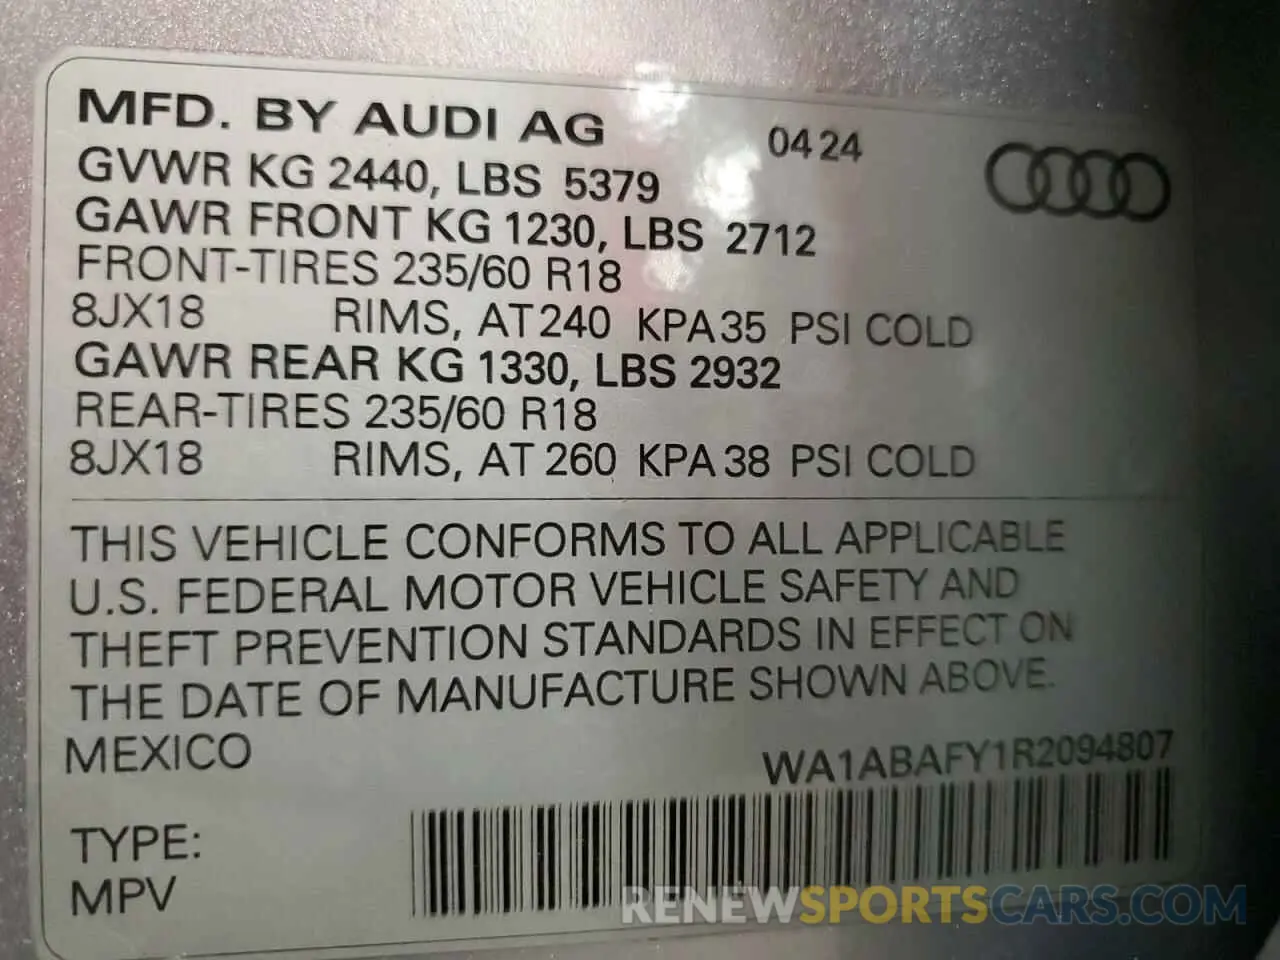 MFD. BY AUDI AG 04 24
GVWR KG 2440, LBS 5379
GAWR FRONT KG 1230, LBS 2712
FRONT-TIRES 235/60 R18
8JX18 RIMS, AT 240 KPA 35 PSI COLD
GAWR REAR KG 1330, LBS 2932
REAR-TIRES 235/60 R18
8JX18 RIMS, AT 260 KPA 38 PSI COLD
THIS VEHICLE CONFORMS TO ALL APPLICABLE
U.S. FEDERAL MOTOR VEHICLE SAFETY AND
THEFT PREVENTION STANDARDS IN EFFECT ON
THE DATE OF MANUFACTURE SHOWN ABOVE.
MEXICO WA1ABAFY1R2094807
TYPE:
MPV
RENEWSPORTSCARS.COM